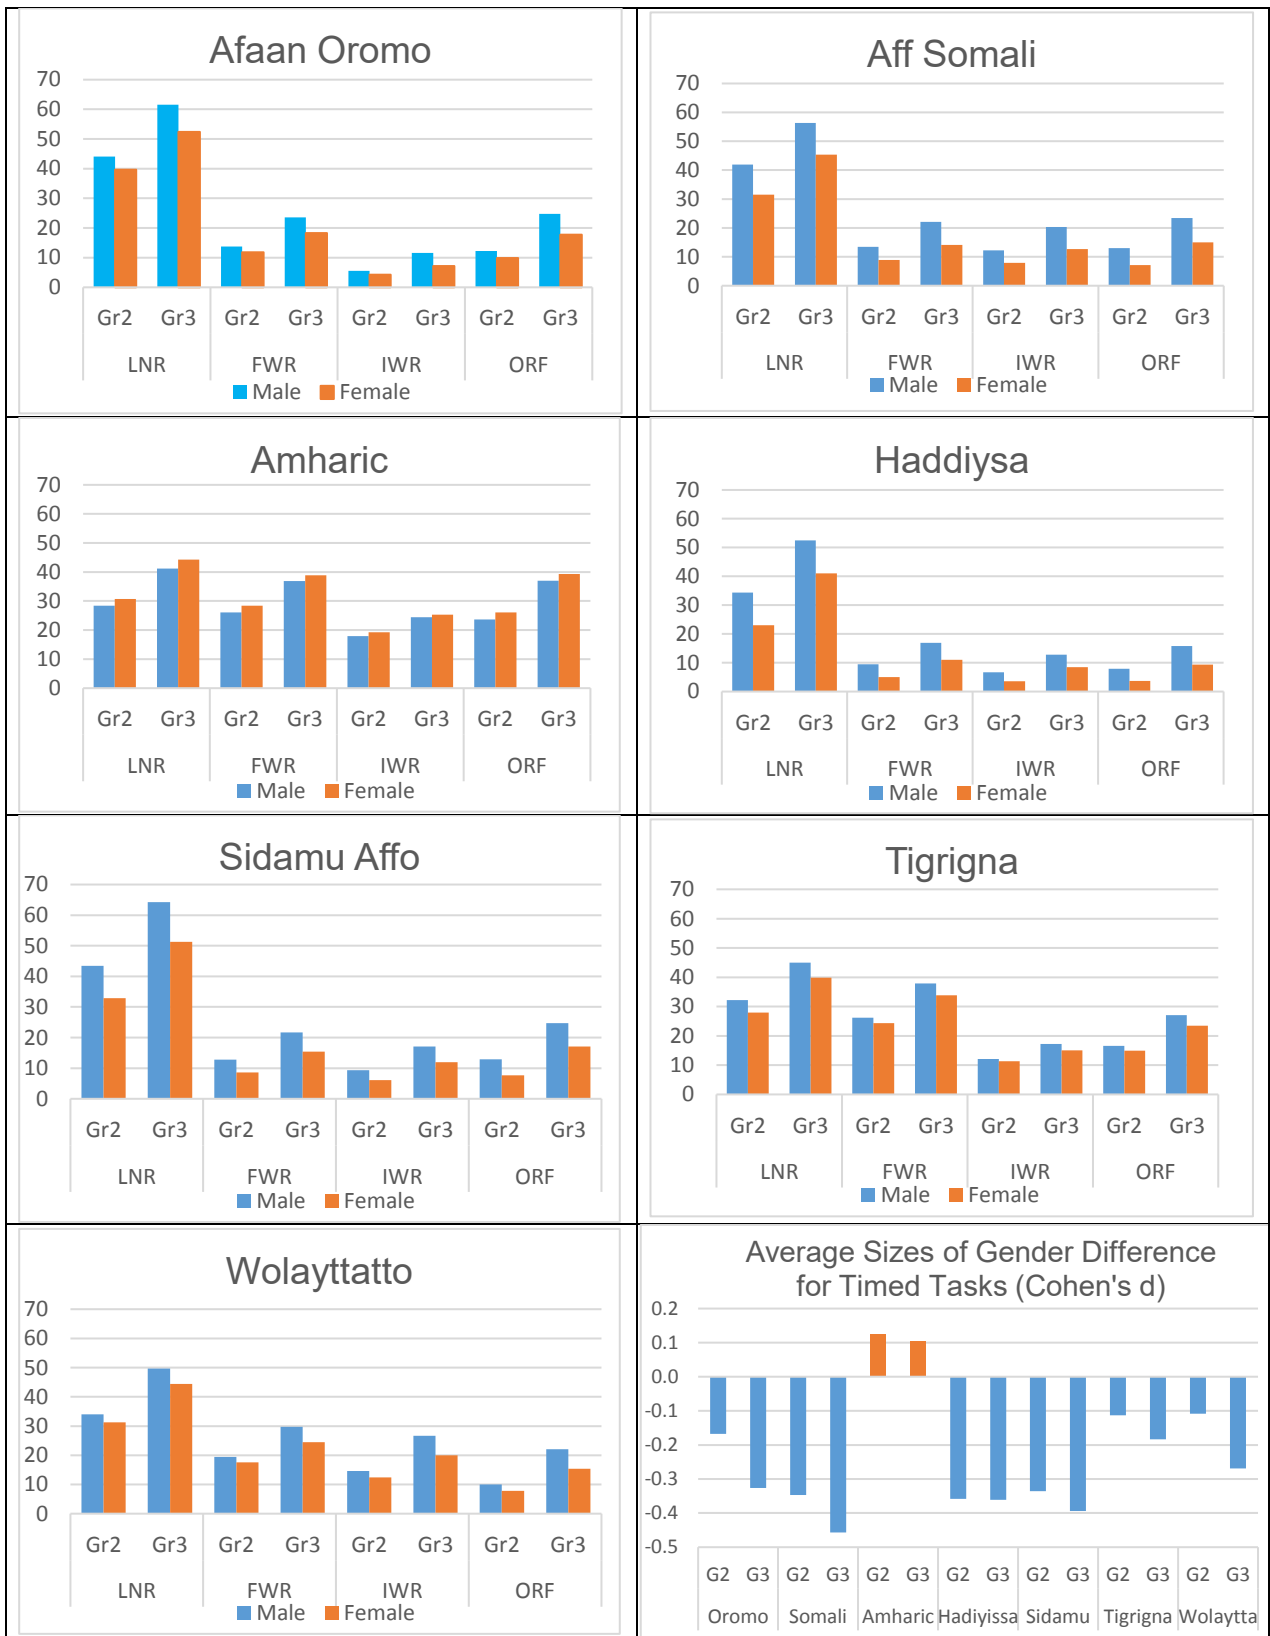 Afaan Oromo
70
60
50
40
30
20
10
0
Gr2 Gr3 Gr2 Gr3 Gr2 Gr3 Gr2 Gr3
LNR FWR IWR ORF
Male Female
Aff Somali
70
60
50
40
30
20
10
0
Gr2 Gr3 Gr2 Gr3 Gr2 Gr3 Gr2 Gr3
LNR FWR IWR ORF
Male Female
Amharic
70
60
50
40
30
20
10
0
Gr2 Gr3 Gr2 Gr3 Gr2 Gr3 Gr2 Gr3
LNR FWR IWR ORF
Male Female
Haddiysa
70
60
50
40
30
20
10
0
Gr2 Gr3 Gr2 Gr3 Gr2 Gr3 Gr2 Gr3
LNR FWR IWR ORF
Male Female
Sidamu Affo
70
60
50
40
30
20
10
0
Gr2 Gr3 Gr2 Gr3 Gr2 Gr3 Gr2 Gr3
LNR FWR IWR ORF
Male Female
Tigrigna
70
60
50
40
30
20
10
0
Gr2 Gr3 Gr2 Gr3 Gr2 Gr3 Gr2 Gr3
LNR FWR IWR ORF
Male Female
Wolayttatto
70
60
50
40
30
20
10
0
Gr2 Gr3 Gr2 Gr3 Gr2 Gr3 Gr2 Gr3
LNR FWR IWR ORF
Male Female
Average Sizes of Gender Difference
for Timed Tasks (Cohen's d)
0.2
0.1
0.0
-0.1
-0.2
-0.3
-0.4
-0.5
G2 G3 G2 G3 G2 G3 G2 G3 G2 G3 G2 G3 G2 G3
Oromo Somali Amharic Hadiyissa Sidamu Tigrigna Wolaytta